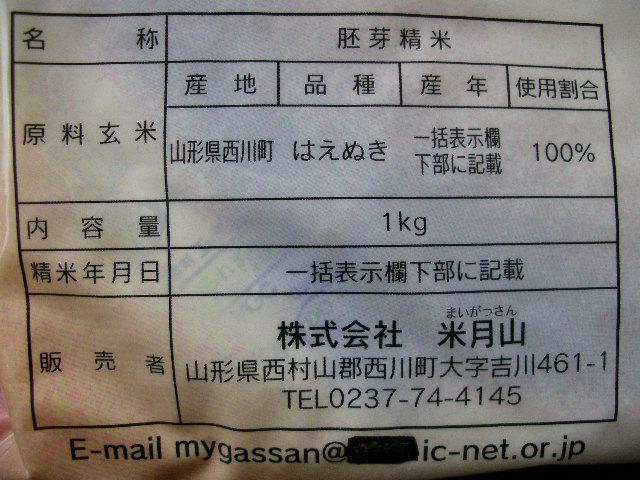 名称 胚芽精米
原料玄米 産地 品種 産年 使用割合
山形県西川町 はえぬき 一括表示欄下部に記載 100%
内容量 1kg
精米年月日 一括表示欄下部に記載
販売者 株式会社 米月山
まいがっさん
山形県西村山郡西川町大字吉川461-1
TEL0237-74-4145
E-mail mygassan@ ic-net.or.jp